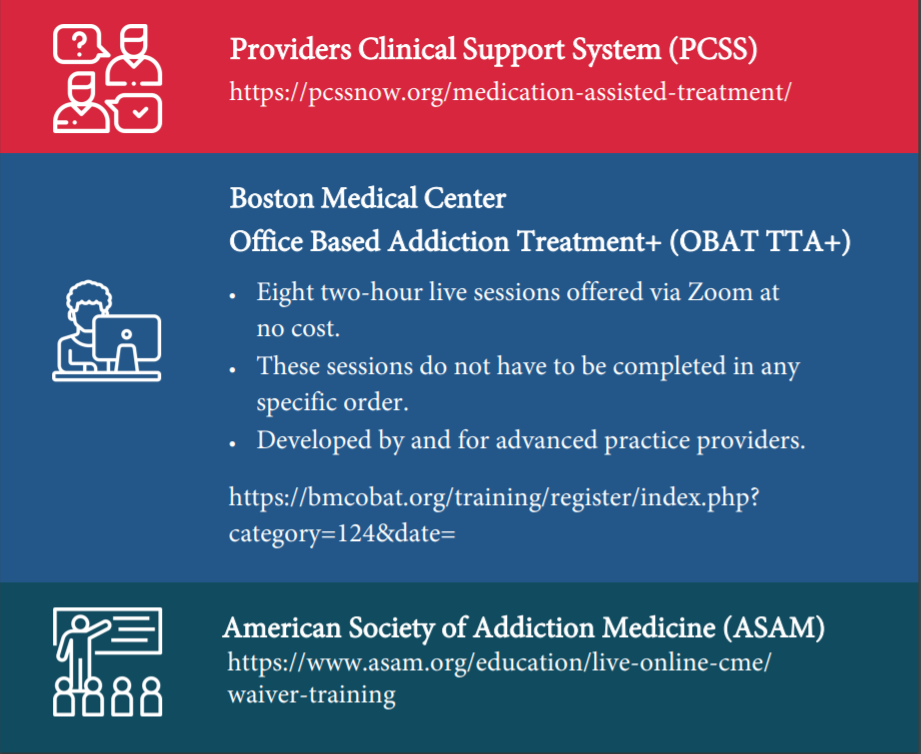 Providers Clinical Support System (PCSS)
https://pcssnow.org/medication-assisted-treatment/
Boston Medical Center
Office Based Addiction Treatment+ (OBAT TTA+)
• Eight two-hour live sessions offered via Zoom at
no cost.
• These sessions do not have to be completed in any
specific order.
• Developed by and for advanced practice providers.
https://bmcobat.org/training/register/index.php?
category=124&date=
American Society of Addiction Medicine (ASAM)
https://www.asam.org/education/live-online-cme/
waiver-training